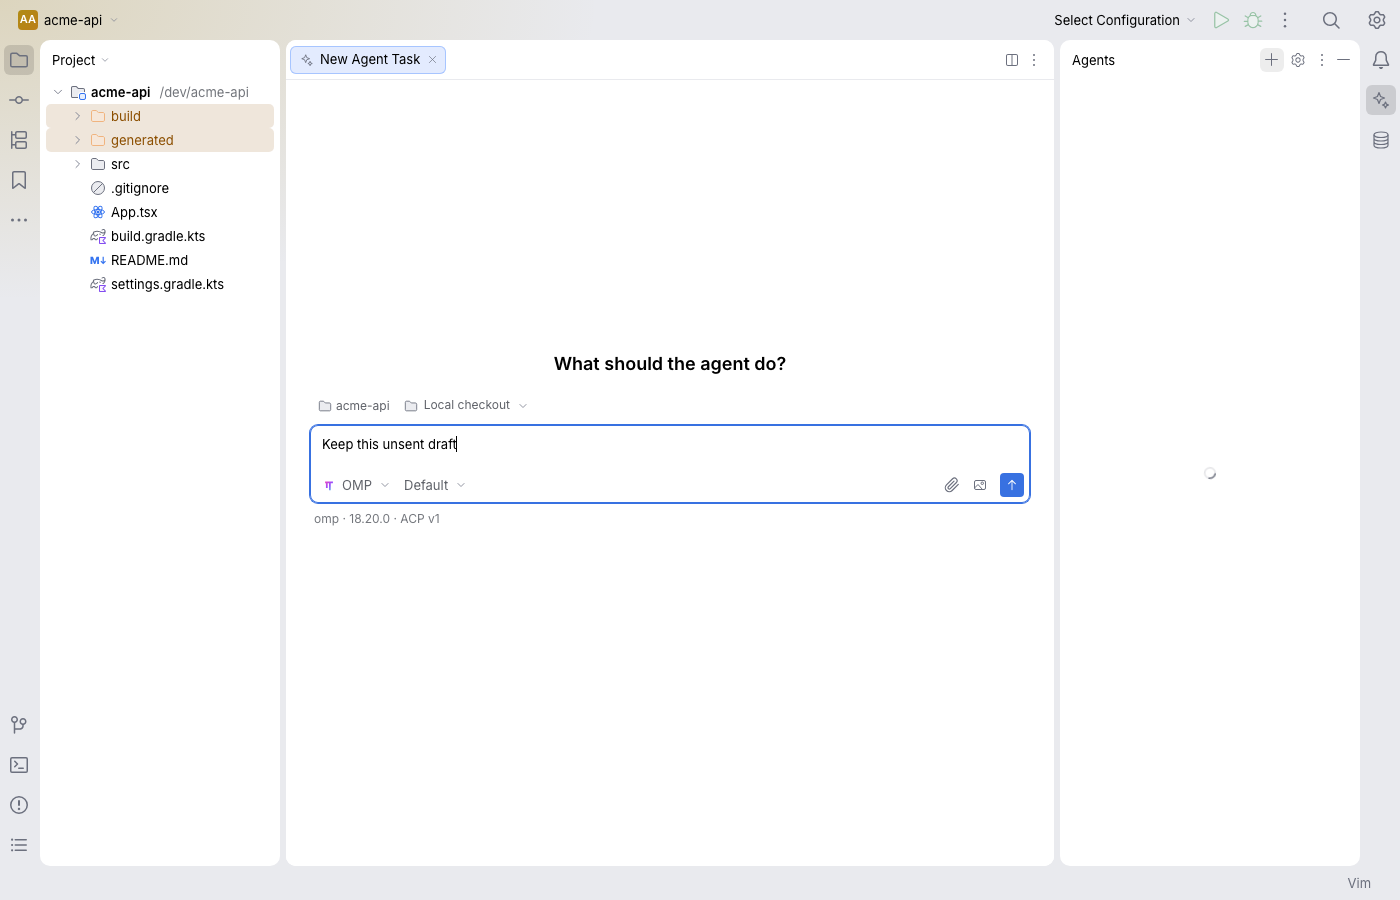 AA acme-api
Select Configuration
Project
New Agent Task
Agents
acme-api /dev/acme-api
build
generated
src
.gitignore
App.tsx
build.gradle.kts
M↓ README.md
settings.gradle.kts
What should the agent do?
acme-api Local checkout
Keep this unsent draft
OMP Default
omp · 18.20.0 · ACP v1
Vim